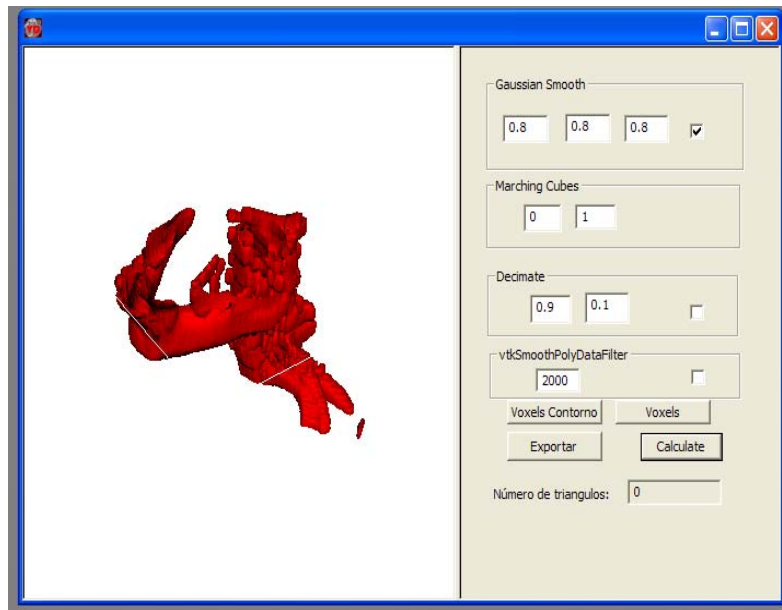 Gaussian Smooth
0.8 0.8 0.8
Marching Cubes
0 1
Decimate
0.9 0.1
vtkSmoothPolyDataFilter
2000
Voxels Contorno Voxels
Exportar Calculate
Número de triangulos: 0